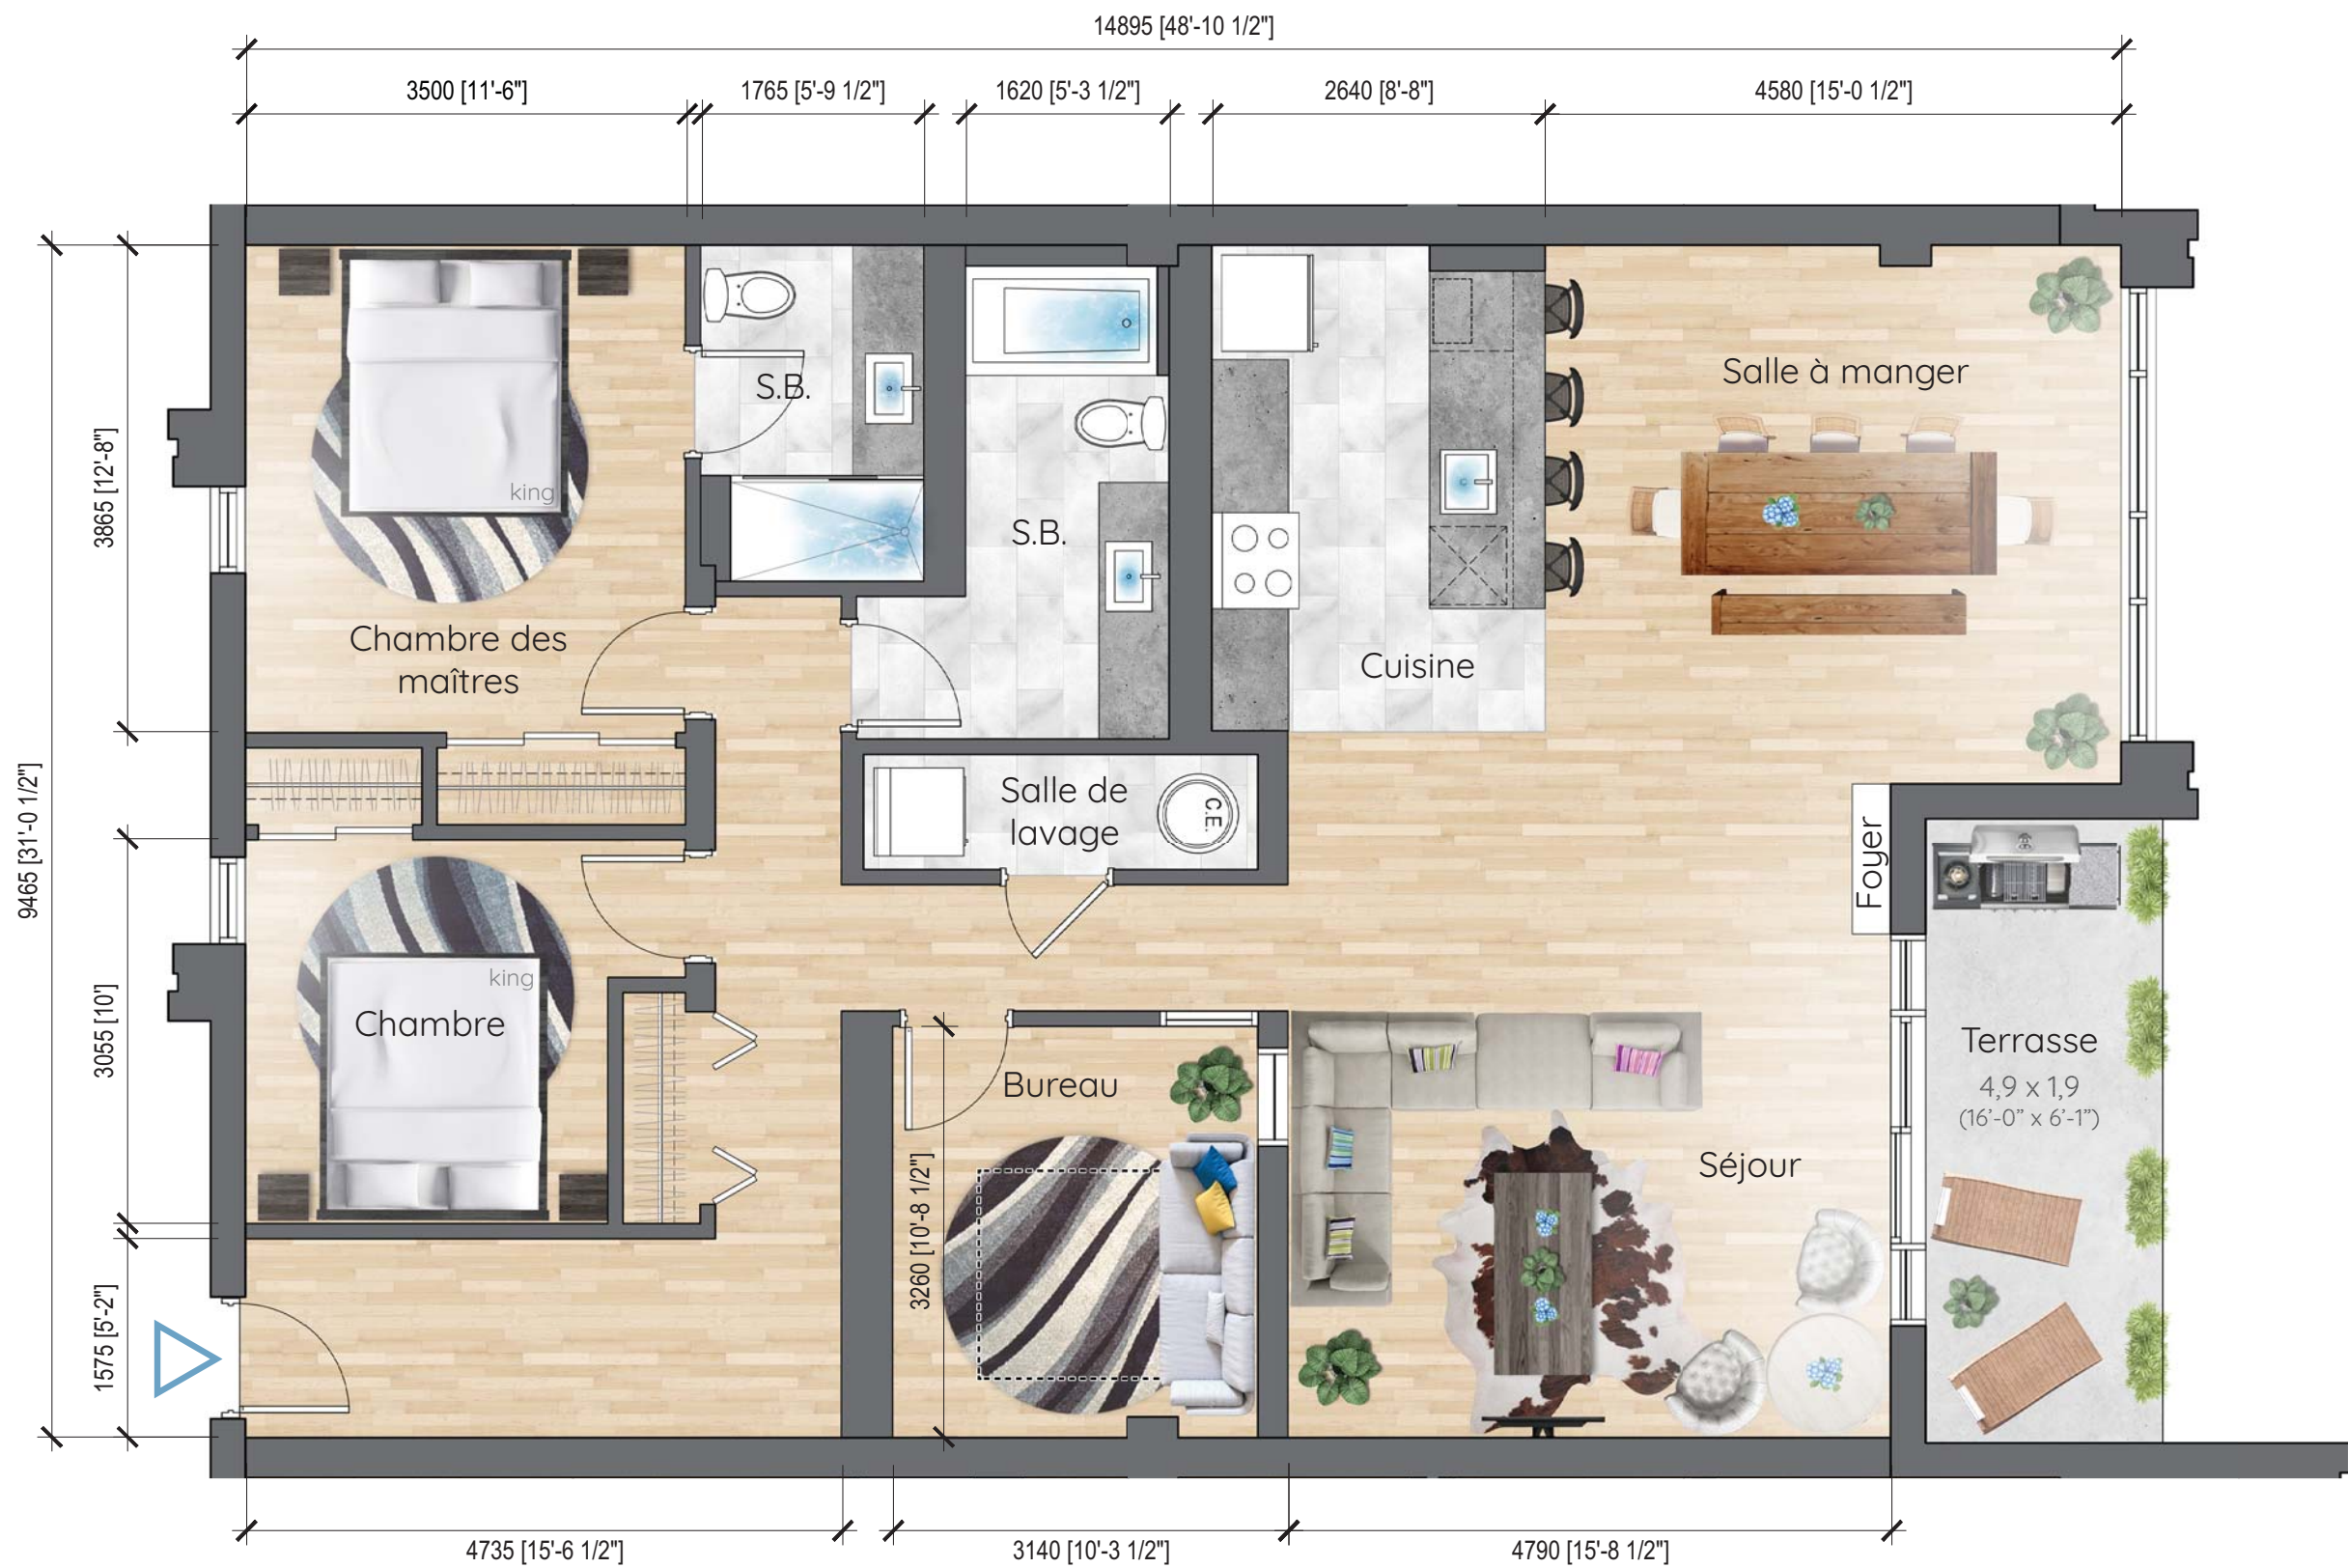 14895 [48'-10 1/2"]
3500 [11'-6"]
1765 [5'-9 1/2"]
1620 [5'-3 1/2"]
2640 [8'-8"]
4580 [15'-0 1/2"]
9465 [31'-0 1/2"]
3865 [12'-8"]
3055 [10']
1575 [5'-2"]
king
Chambre des
maîtres
S.B.
S.B.
Cuisine
Salle à manger
Salle de
lavage
C.E.
Foyer
king
Chambre
Bureau
3260 [10'-8 1/2"]
Séjour
Terrasse
4,9 x 1,9
(16'-0” x 6'-1”)
4735 [15'-6 1/2"]
3140 [10'-3 1/2"]
4790 [15'-8 1/2"]